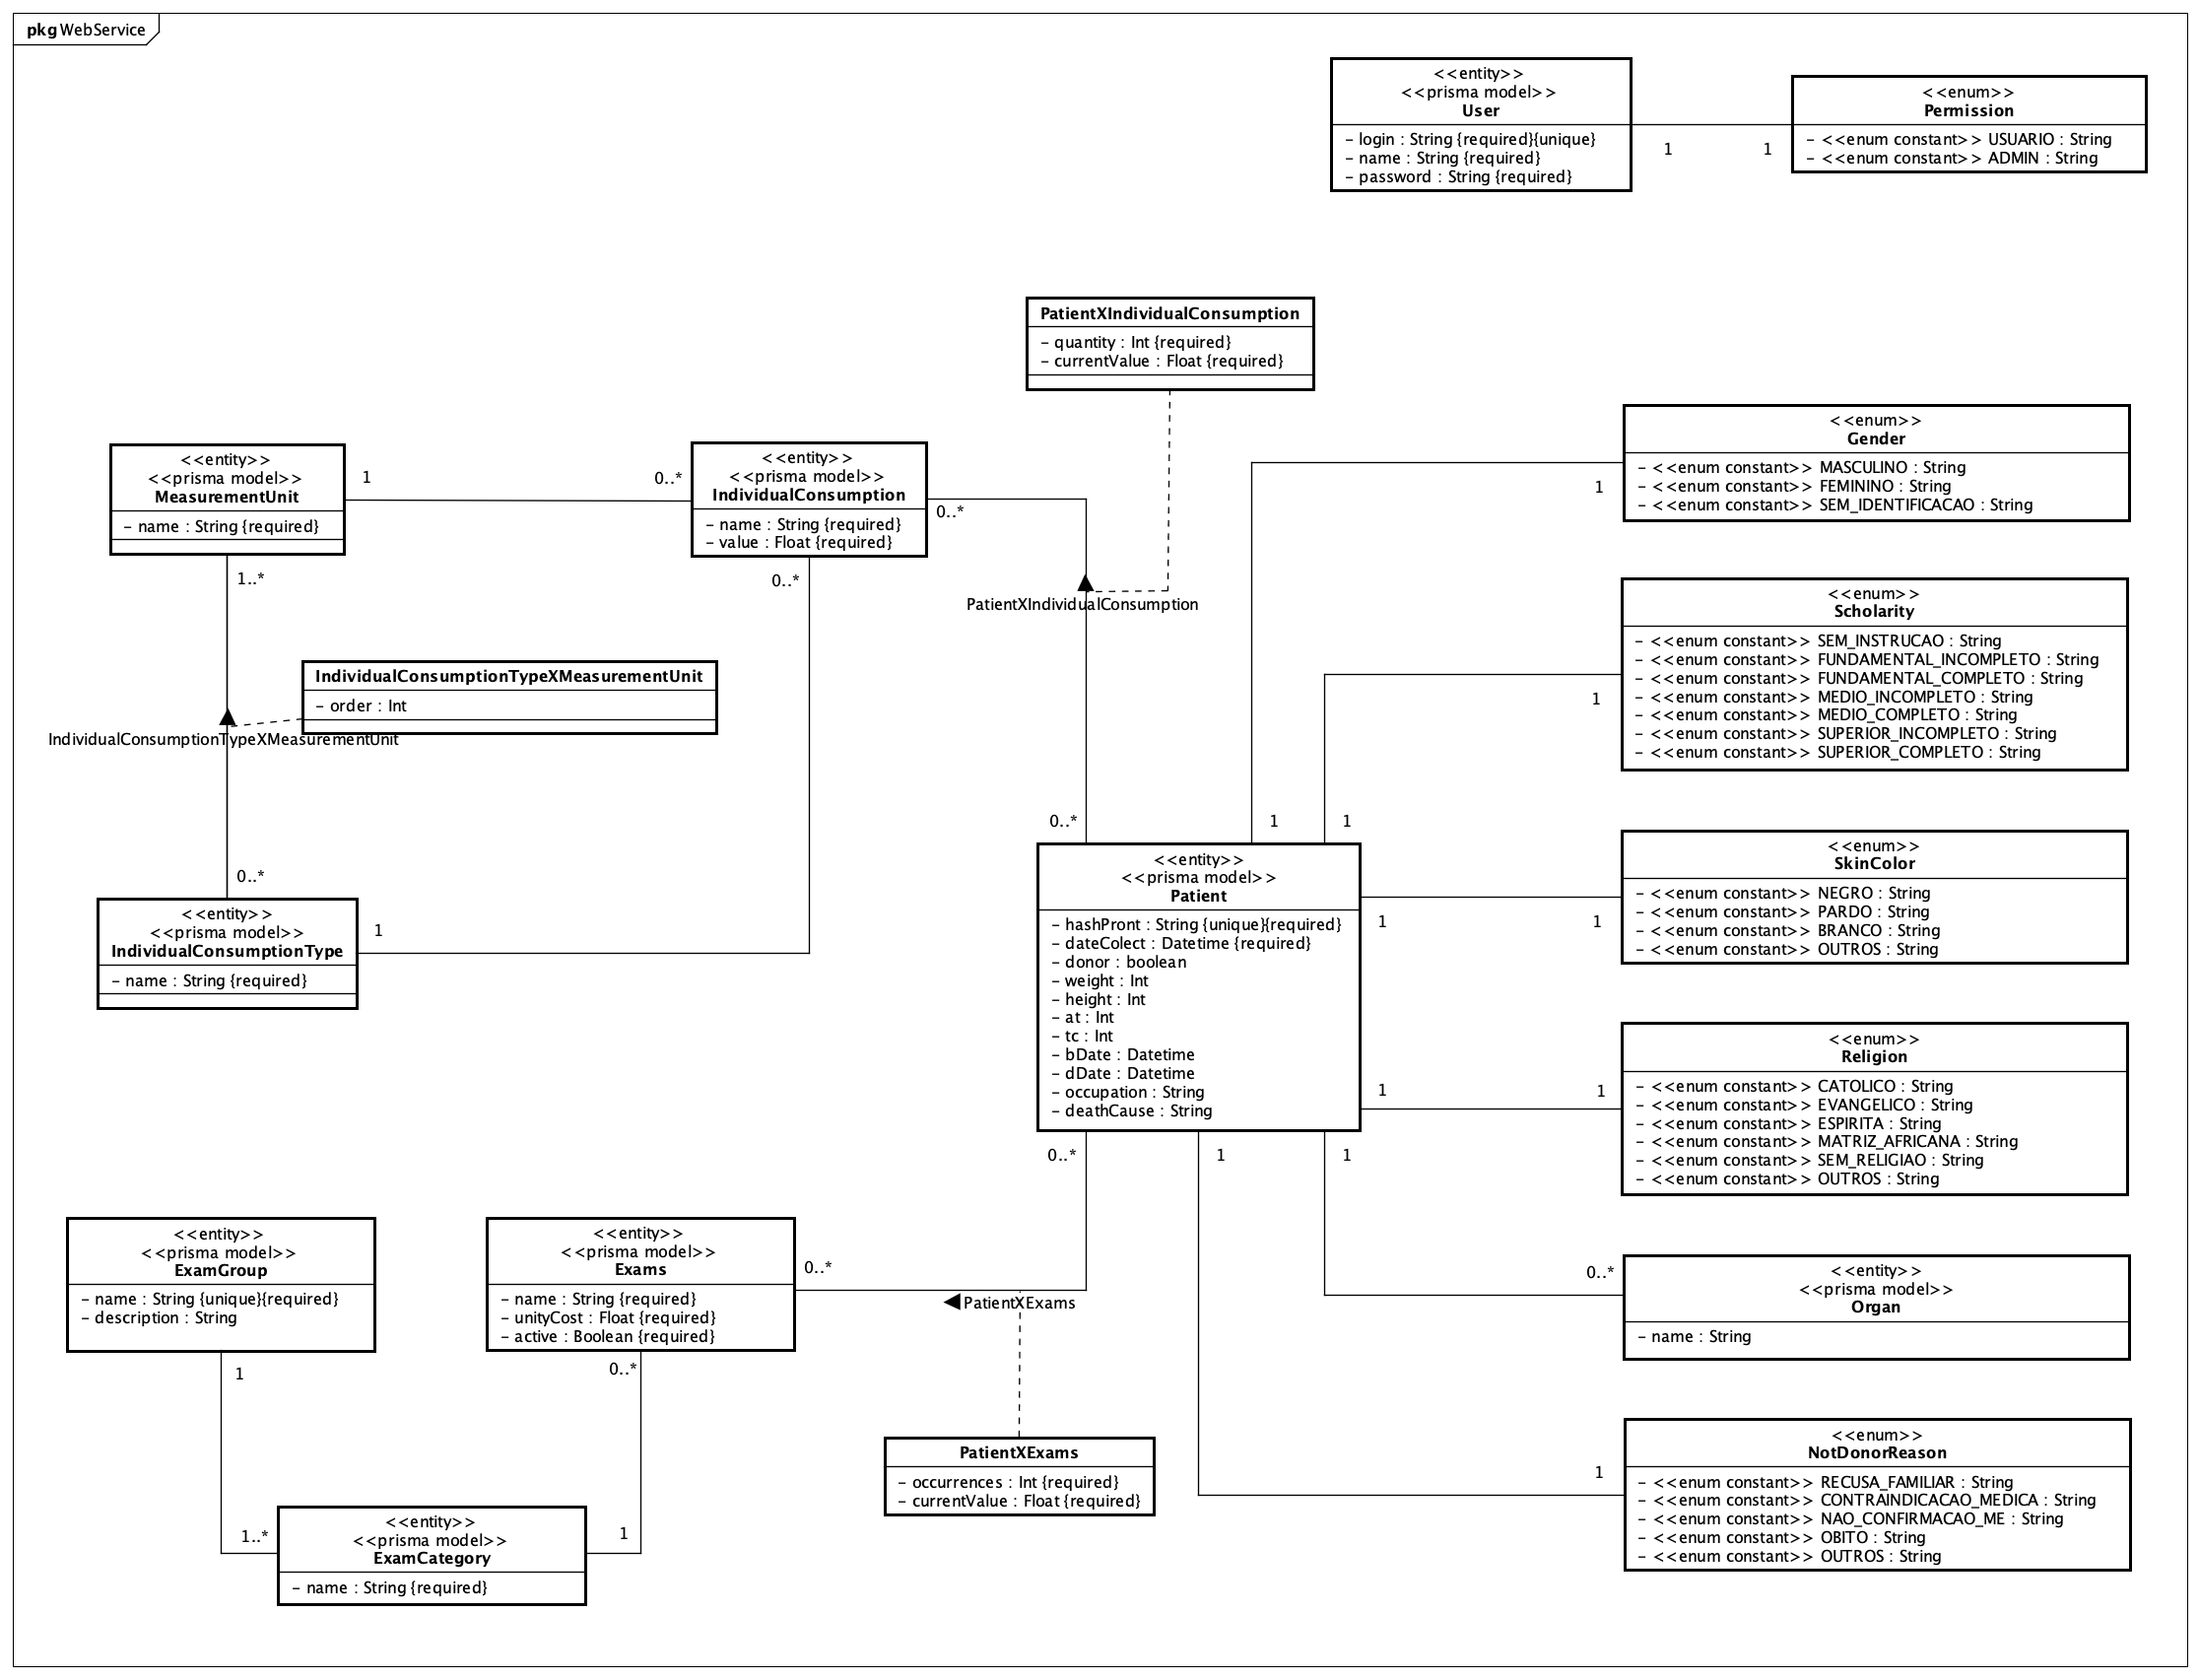 pkg WebService
<<entity>>
<<prisma model>>
User
- login : String {required}{unique}
- name : String {required}
- password : String {required}
1
1
<<enum>>
Permission
- <<enum constant>> USUARIO : String
- <<enum constant>> ADMIN : String
PatientXIndividualConsumption
- quantity : Int {required}
- currentValue : Float {required}
<<entity>>
<<prisma model>>
MeasurementUnit
- name : String {required}
1
0..*
1..*
<<entity>>
<<prisma model>>
IndividualConsumption
- name : String {required}
- value : Float {required}
0..*
0..*
PatientXIndividualConsumption
0..*
IndividualConsumptionTypeXMeasurementUnit
- order : Int
IndividualConsumptionTypeXMeasurementUnit
0..*
<<entity>>
<<prisma model>>
IndividualConsumptionType
- name : String {required}
1
<<enum>>
Gender
- <<enum constant>> MASCULINO : String
- <<enum constant>> FEMININO : String
- <<enum constant>> SEM_IDENTIFICACAO : String
1
1
<<enum>>
Scholarity
- <<enum constant>> SEM_INSTRUCAO : String
- <<enum constant>> FUNDAMENTAL_INCOMPLETO : String
- <<enum constant>> FUNDAMENTAL_COMPLETO : String
- <<enum constant>> MEDIO_INCOMPLETO : String
- <<enum constant>> MEDIO_COMPLETO : String
- <<enum constant>> SUPERIOR_INCOMPLETO : String
- <<enum constant>> SUPERIOR_COMPLETO : String
1
1
<<entity>>
<<prisma model>>
Patient
- hashPront : String {unique}{required}
- dateColect : Datetime {required}
- donor : boolean
- weight : Int
- height : Int
- at : Int
- tc : Int
- bDate : Datetime
- dDate : Datetime
- occupation : String
- deathCause : String
1
1
<<enum>>
SkinColor
- <<enum constant>> NEGRO : String
- <<enum constant>> PARDO : String
- <<enum constant>> BRANCO : String
- <<enum constant>> OUTROS : String
1
1
<<enum>>
Religion
- <<enum constant>> CATOLICO : String
- <<enum constant>> EVANGELICO : String
- <<enum constant>> ESPIRITA : String
- <<enum constant>> MATRIZ_AFRICANA : String
- <<enum constant>> SEM_RELIGIAO : String
- <<enum constant>> OUTROS : String
0..*
1
1
<<entity>>
<<prisma model>>
ExamGroup
- name : String {unique}{required}
- description : String
1
<<entity>>
<<prisma model>>
Exams
- name : String {required}
- unityCost : Float {required}
- active : Boolean {required}
0..*
0..*
PatientXExams
0..*
<<entity>>
<<prisma model>>
Organ
- name : String
PatientXExams
- occurrences : Int {required}
- currentValue : Float {required}
1..*
1
<<entity>>
<<prisma model>>
ExamCategory
- name : String {required}
1
<<enum>>
NotDonorReason
- <<enum constant>> RECUSA_FAMILIAR : String
- <<enum constant>> CONTRAINDICACAO_MEDICA : String
- <<enum constant>> NAO_CONFIRMACAO_ME : String
- <<enum constant>> OBITO : String
- <<enum constant>> OUTROS : String